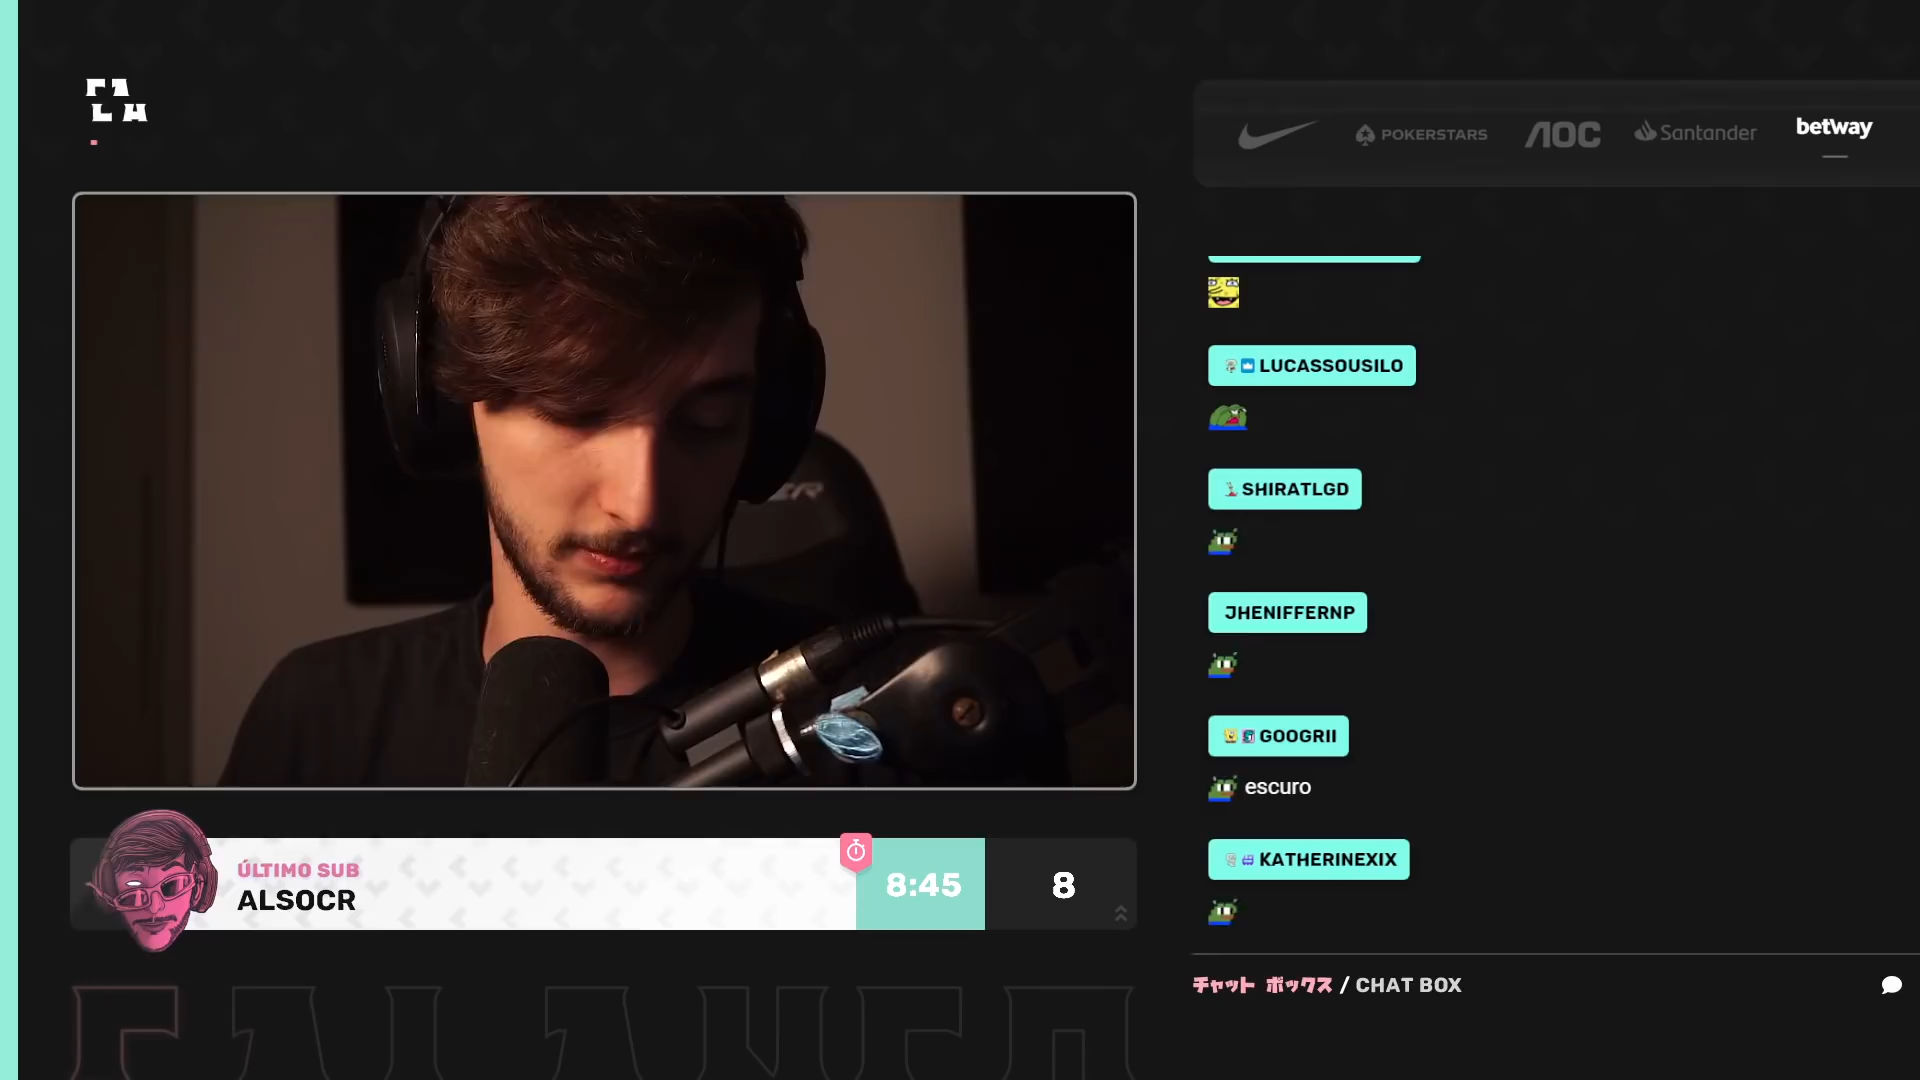 POKERSTARS
AOC
Santander
betway
LUCASSOUSILO
SHIRATLGD
JHENIFFERNP
GOOGRII
escuro
KATHERINEXIX
ÚLTIMO SUB
ALSOCR
8:45
8
チャット ボックス / CHAT BOX